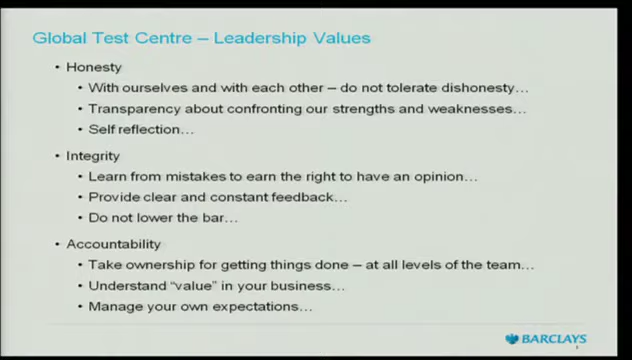 Global Test Centre – Leadership Values
• Honesty
• With ourselves and with each other – do not tolerate dishonesty…
• Transparency about confronting our strengths and weaknesses…
• Self reflection…
• Integrity
• Learn from mistakes to earn the right to have an opinion…
• Provide clear and constant feedback…
• Do not lower the bar…
• Accountability
• Take ownership for getting things done – at all levels of the team…
• Understand “value” in your business…
• Manage your own expectations…
BARCLAYS